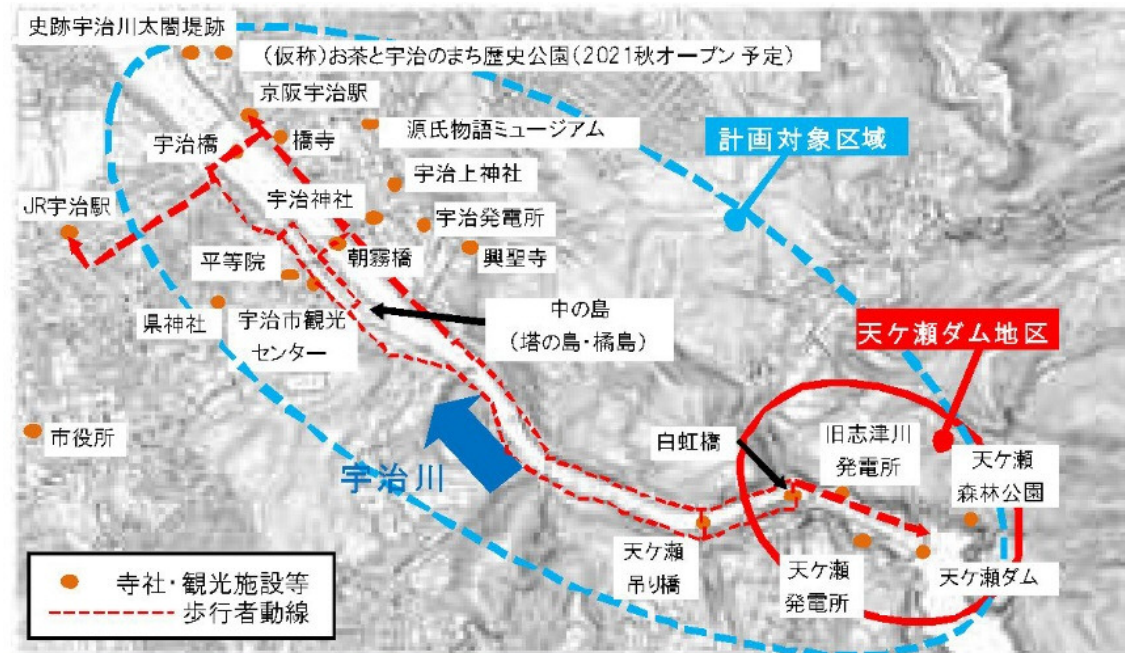 史跡宇治川太閤堤跡
(仮称)お茶と宇治のまち歴史公園(2021秋オープン 予定)
京阪宇治駅
橋寺
源氏物語ミュージアム
計画対象区域
宇治橋
宇治上神社
JR宇治駅
宇治神社
宇治発電所
朝霧橋
興聖寺
平等院
県神社
宇治市観光
センター
中の島
(塔の島・橘島)
天ケ瀬ダム地区
市役所
白虹橋
旧志津川
発電所
天ケ瀬
森林公園
宇治川
天ケ瀬
吊り橋
天ケ瀬
発電所
天ケ瀬ダム
寺社・観光施設等
歩行者動線